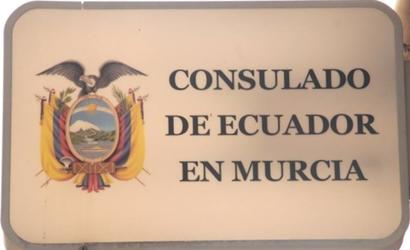 CONSULADO
DE ECUADOR
EN MURCIA